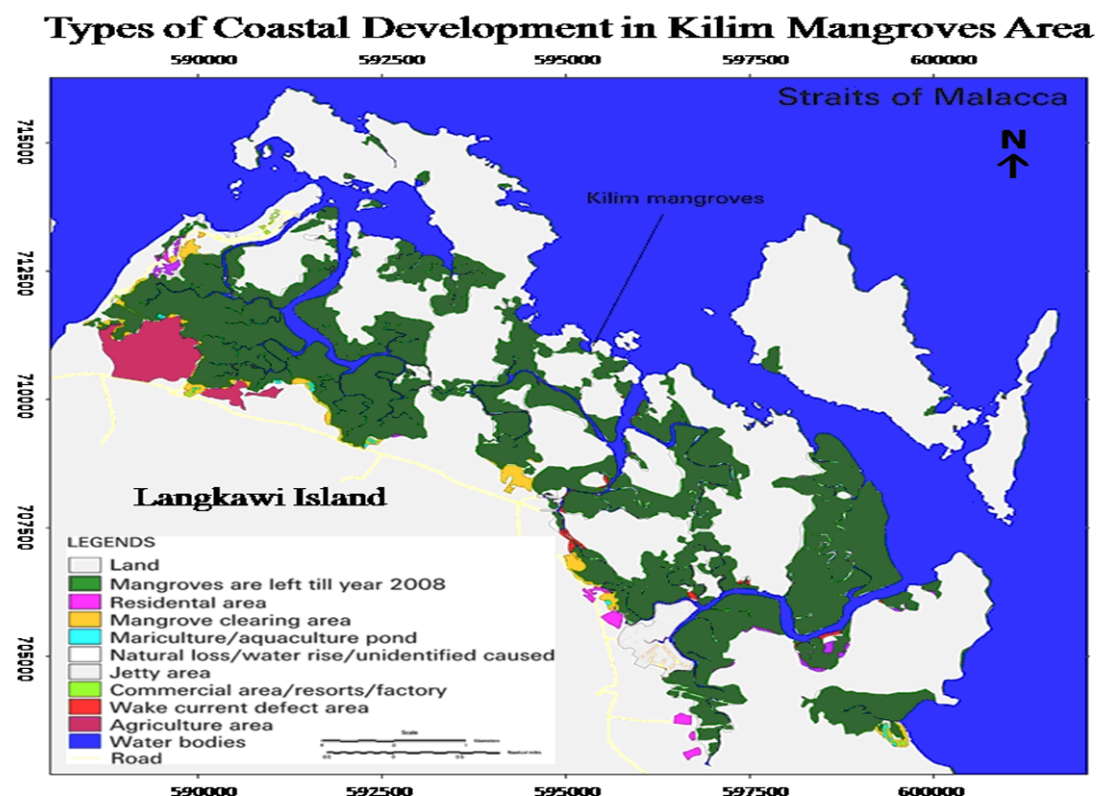 Types of Coastal Development in Kilim Mangroves Area
590000 592500 595000 597500 600000
Straits of Malacca
N
715000
Kilim mangroves
712500
710000
Langkawi Island
707500
LEGENDS
Land
Mangroves are left till year 2008
Residental area
Mangrove clearing area
Mariculture/aquaculture pond
Natural loss/water rise/unidentified caused
705000
Jetty area
Commercial area/resorts/factory
Wake current defect area
Agriculture area
Water bodies
Road
Scale
590000 592500 595000 597500 600000